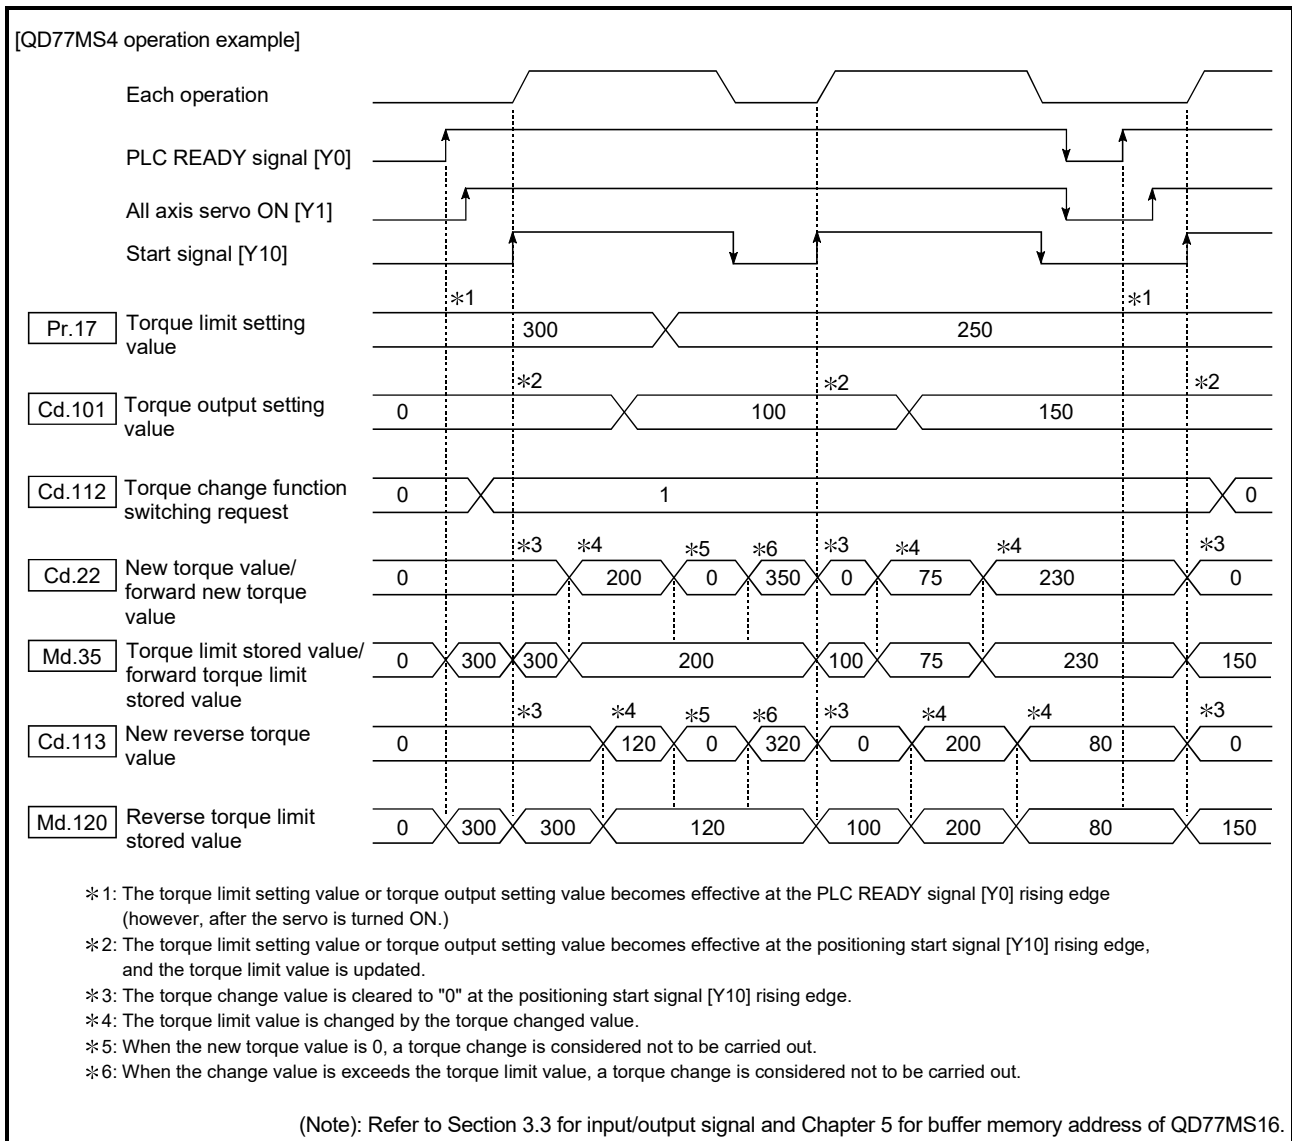 [QD77MS4 operation example]
Each operation
PLC READY signal [Y0]
All axis servo ON [Y1]
Start signal [Y10]
∗1 ∗1
Pr.17 Torque limit setting value 300 250
∗2 ∗2 ∗2
Cd.101 Torque output setting value 0 100 150
Cd.112 Torque change function switching request 0 1 0
∗3 ∗4 ∗5 ∗6 ∗3 ∗4 ∗4 ∗3
Cd.22 New torque value/ forward new torque value 0 200 0 350 0 75 230 0
Md.35 Torque limit stored value/ forward torque limit stored value 0 300 300 200 100 75 230 150
∗3 ∗4 ∗5 ∗6 ∗3 ∗4 ∗4 ∗3
Cd.113 New reverse torque value 0 120 0 320 0 200 80 0
Md.120 Reverse torque limit stored value 0 300 300 120 100 200 80 150
∗1: The torque limit setting value or torque output setting value becomes effective at the PLC READY signal [Y0] rising edge
(however, after the servo is turned ON.)
∗2: The torque limit setting value or torque output setting value becomes effective at the positioning start signal [Y10] rising edge,
and the torque limit value is updated.
∗3: The torque change value is cleared to "0" at the positioning start signal [Y10] rising edge.
∗4: The torque limit value is changed by the torque changed value.
∗5: When the new torque value is 0, a torque change is considered not to be carried out.
∗6: When the change value is exceeds the torque limit value, a torque change is considered not to be carried out.
(Note): Refer to Section 3.3 for input/output signal and Chapter 5 for buffer memory address of QD77MS16.